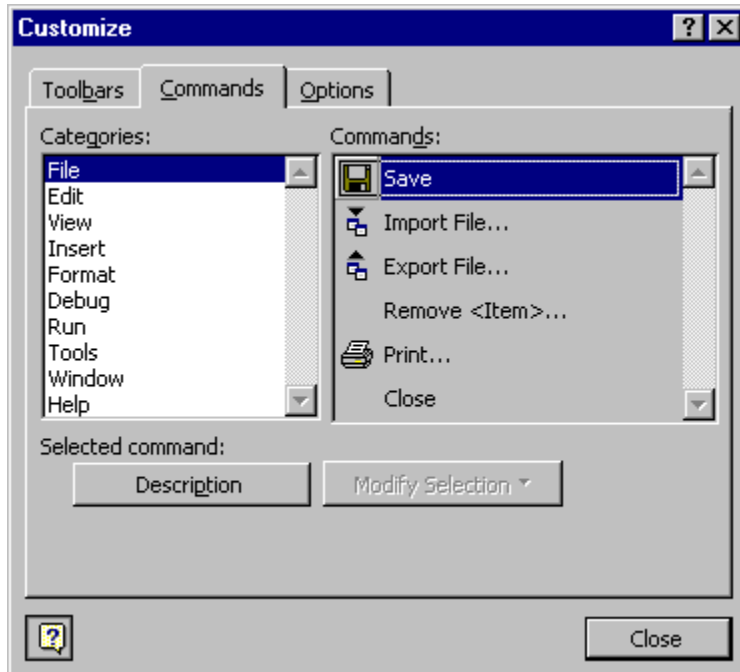 Customize
Toolbars Commands Options
Categories:
File
Edit
View
Insert
Format
Debug
Run
Tools
Window
Help
Commands:
Save
Import File...
Export File...
Remove <Item>...
Print...
Close
Selected command:
Description Modify Selection
Close